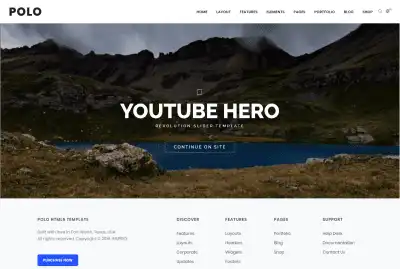 POLO
HOME LAYOUT FEATURES ELEMENTS PAGES PORTFOLIO BLOG SHOP
YOUTUBE HERO
REVOLUTION SLIDER TEMPLATE
CONTINUE ON SITE
POLO HTML5 TEMPLATE DISCOVER FEATURES PAGES SUPPORT
Built with love in Fort Worth, Texas, USA
All rights reserved. Copyright © 2019. INSPIRO.
Features Layouts Portfolio Help Desk
Layouts Headers Blog Documentation
Corporate Widgets Shop Contact Us
Updates Footers
PURCHASE NOW